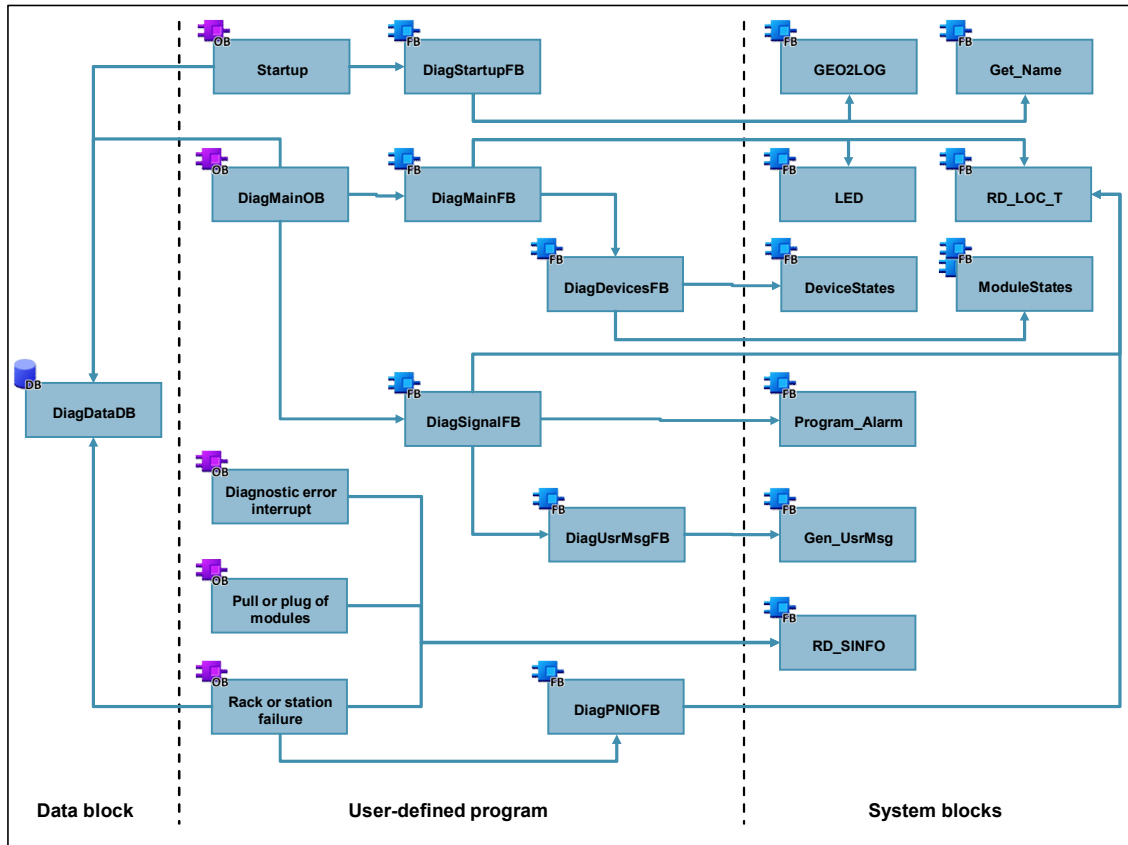 OB
Startup
FB
DiagStartupFB
FB
GEO2LOG
FB
Get_Name
OB
DiagMainOB
FB
DiagMainFB
FB
LED
FB
RD_LOC_T
FB
DiagDevicesFB
FB
DeviceStates
FB
ModuleStates
DB
DiagDataDB
FB
DiagSignalFB
FB
Program_Alarm
OB
Diagnostic error
interrupt
FB
DiagUsrMsgFB
FB
Gen_UsrMsg
OB
Pull or plug of
modules
FB
RD_SINFO
OB
Rack or station
failure
FB
DiagPNIOFB
Data block
User-defined program
System blocks